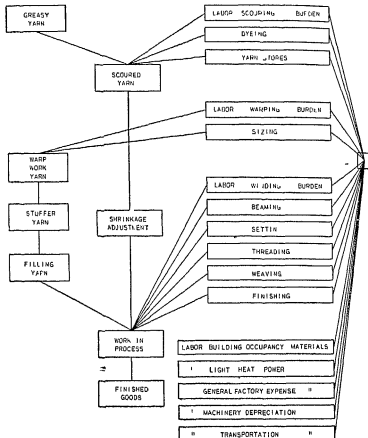 GREASY
YARN
LABOR SCOURING BURDEN
DYEING
YARN STORES
SCOURED
YARN
LABOR WARPING BURDEN
SIZING
WARP
WORK
YARN
LABOR WINDING BURDEN
BEAMING
STUFFER
YARN
SHRINKAGE
ADJUSTMENT
SETTIN
THREADING
FILLING
YARN
WEAVING
FINISHING
WORK IN
PROCESS
LABOR BUILDING OCCUPANCY MATERIALS
" LIGHT HEAT POWER
FINISHED
GOODS
GENERAL FACTORY EXPENSE "
" MACHINERY DEPRECIATION
" TRANSPORTATION "